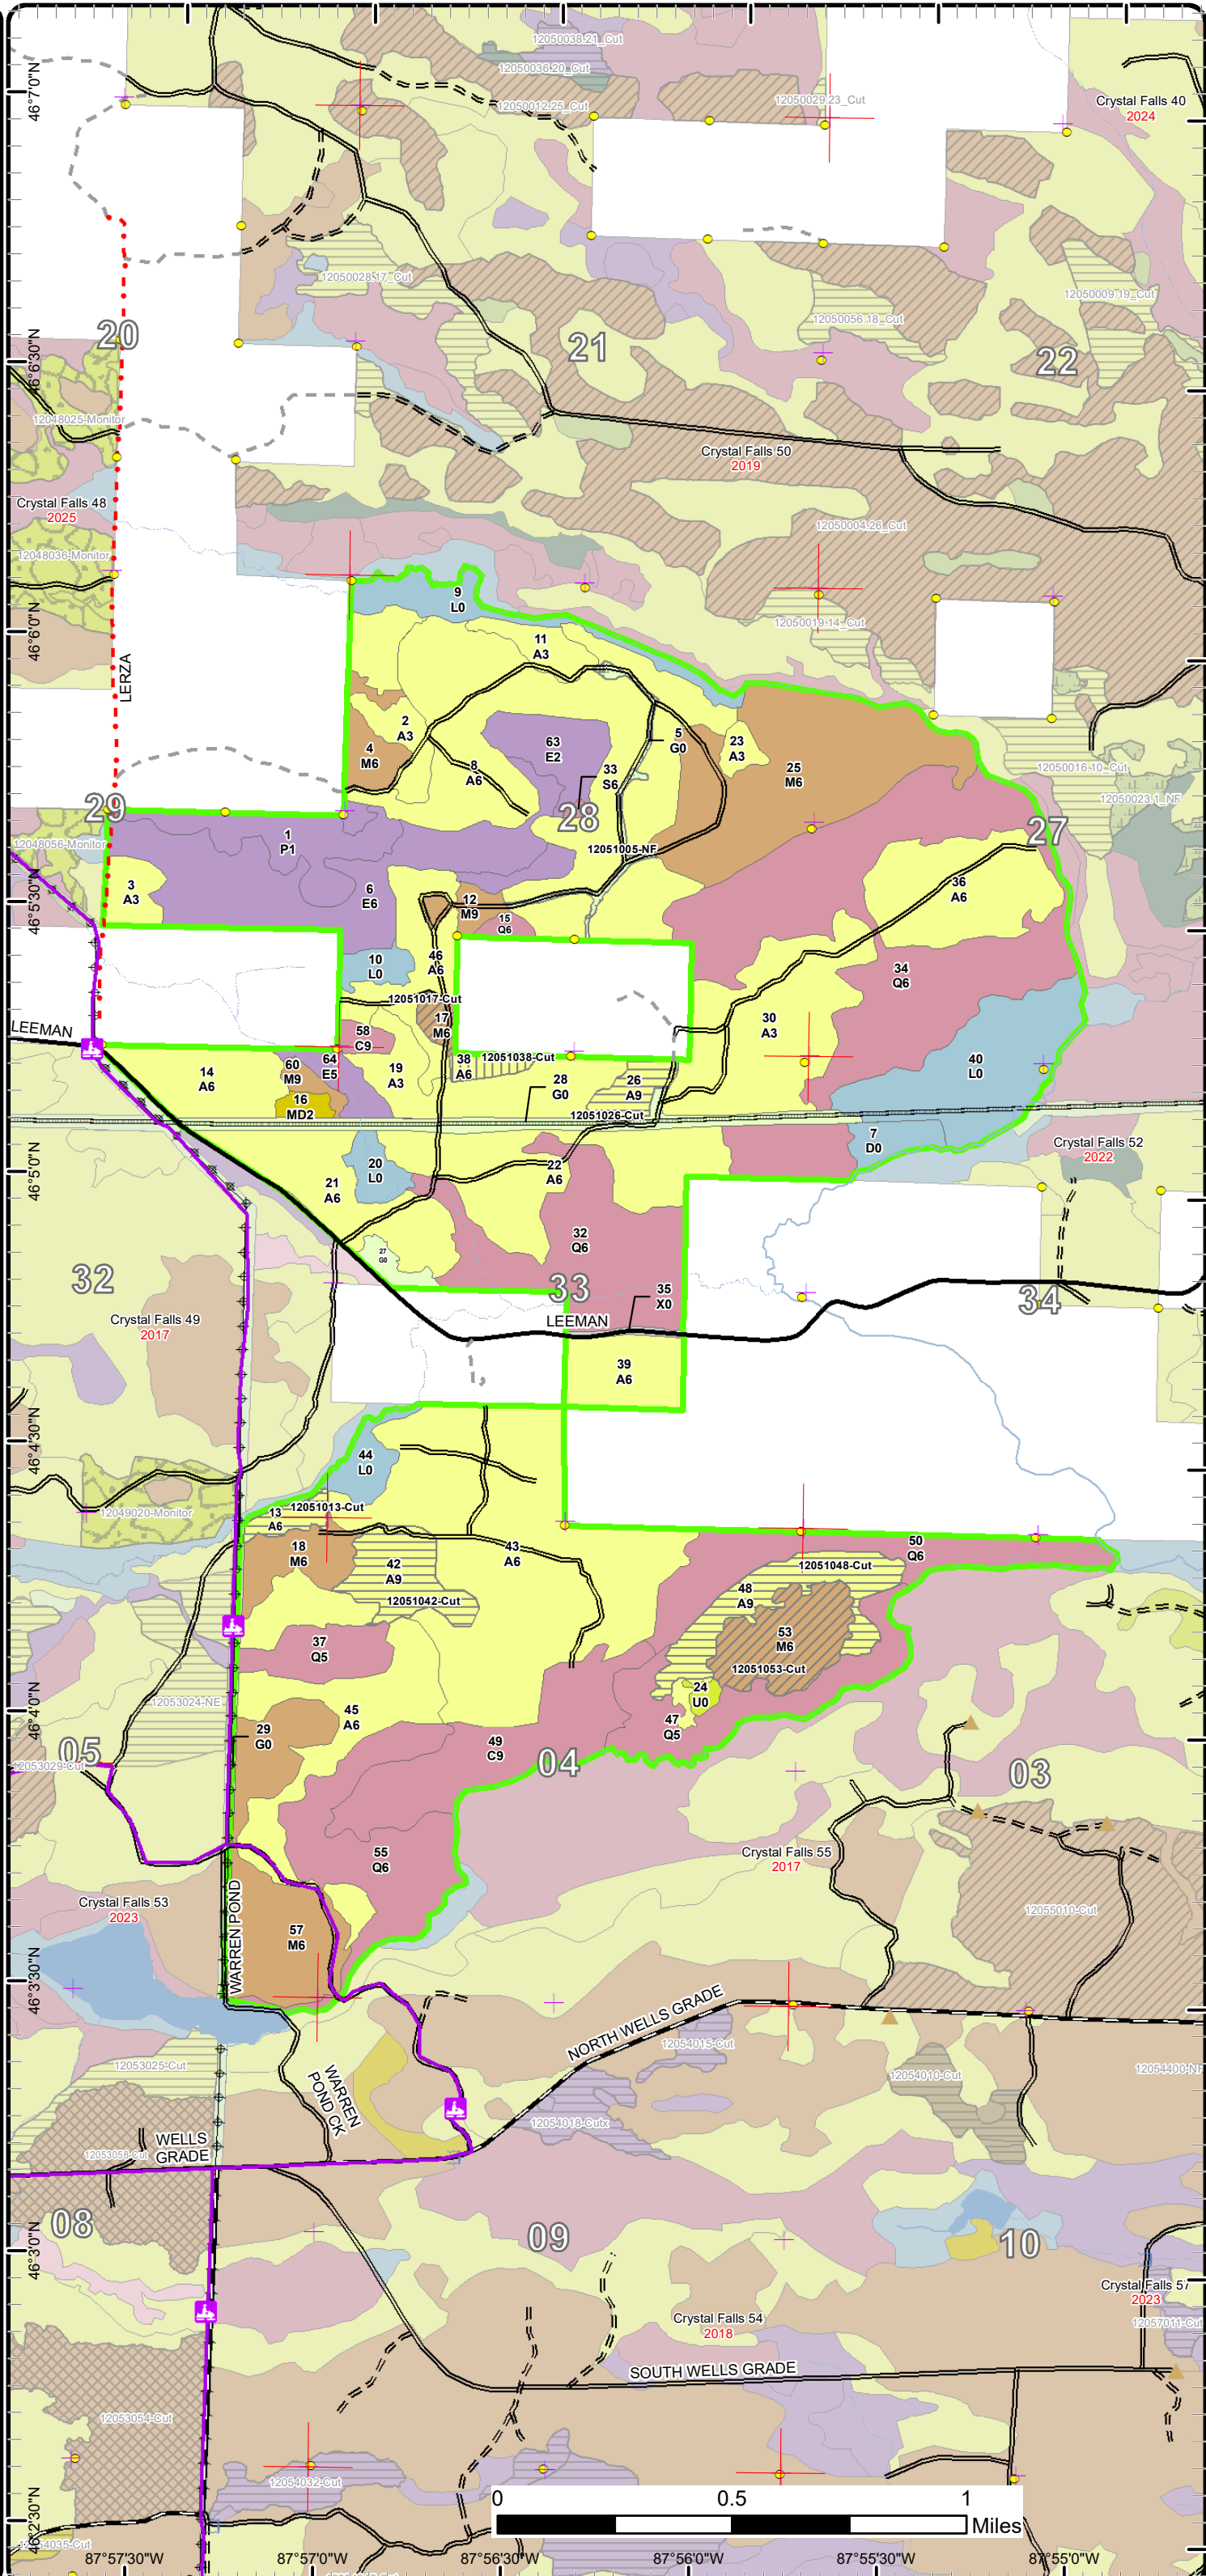 12050038.21_Cut
12050036.20_Cut
12050012.25_Cut
12050029.23_Cut
Crystal Falls 40
2024
46°7'0"N
12050028.17_Cut
12050009.19_Cut
12050056.18_Cut
20
21
22
46°6'30"N
12048025-Monitor
Crystal Falls 50
2019
Crystal Falls 48
2025
12050004.26_Cut
12048036-Monitor
9
L0
46°6'0"N
12050019.14_Cut
11
A3
LERZA
2
A3
4
M6
8
A6
63
E2
33
S6
5
G0
23
A3
25
M6
12050016.10_Cut
12050023.1_NF
29
28
27
12048056-Monitor
1
P1
12051005-NF
46°5'30"N
3
A3
6
E6
12
M9
15
Q6
36
A6
10
L0
46
A6
34
Q6
12051017-Cut
17
M6
58
C9
30
A3
LEEMAN
14
A6
60
M9
64
E5
19
A3
38
A6
12051038-Cut
28
G0
26
A9
40
L0
16
MD2
12051026-Cut
7
D0
Crystal Falls 52
2022
46°5'0"N
20
L0
21
A6
22
A6
27
G0
32
Q6
32
33
34
35
X0
Crystal Falls 49
2017
LEEMAN
39
A6
46°4'30"N
44
L0
12049020-Monitor
12051013-Cut
13
A6
18
M6
42
A9
43
A6
50
Q6
12051048-Cut
48
A9
12051042-Cut
53
M6
37
Q5
12051053-Cut
24
U0
12053024-NE
46°4'0"N
45
A6
47
Q5
29
G0
49
C9
05
04
03
12053029-Cut
55
Q6
Crystal Falls 55
2017
Crystal Falls 53
2023
WARREN POND
57
M6
12055010-Cut
46°3'30"N
NORTH WELLS GRADE
12054015-Cut
12053025-Cut
12054010-Cut
12054400-NF
WARREN
POND CK
12054018-Cutx
WELLS
GRADE
12053058-Cut
08
09
10
46°3'0"N
Crystal Falls 57
2023
12057011-Cut
Crystal Falls 54
2018
SOUTH WELLS GRADE
12053054-Cut
12054032-Cut
46°2'30"N
0 0.5 1
Miles
87°57'30"W 87°57'0"W 87°56'30"W 87°56'0"W 87°55'30"W 87°55'0"W